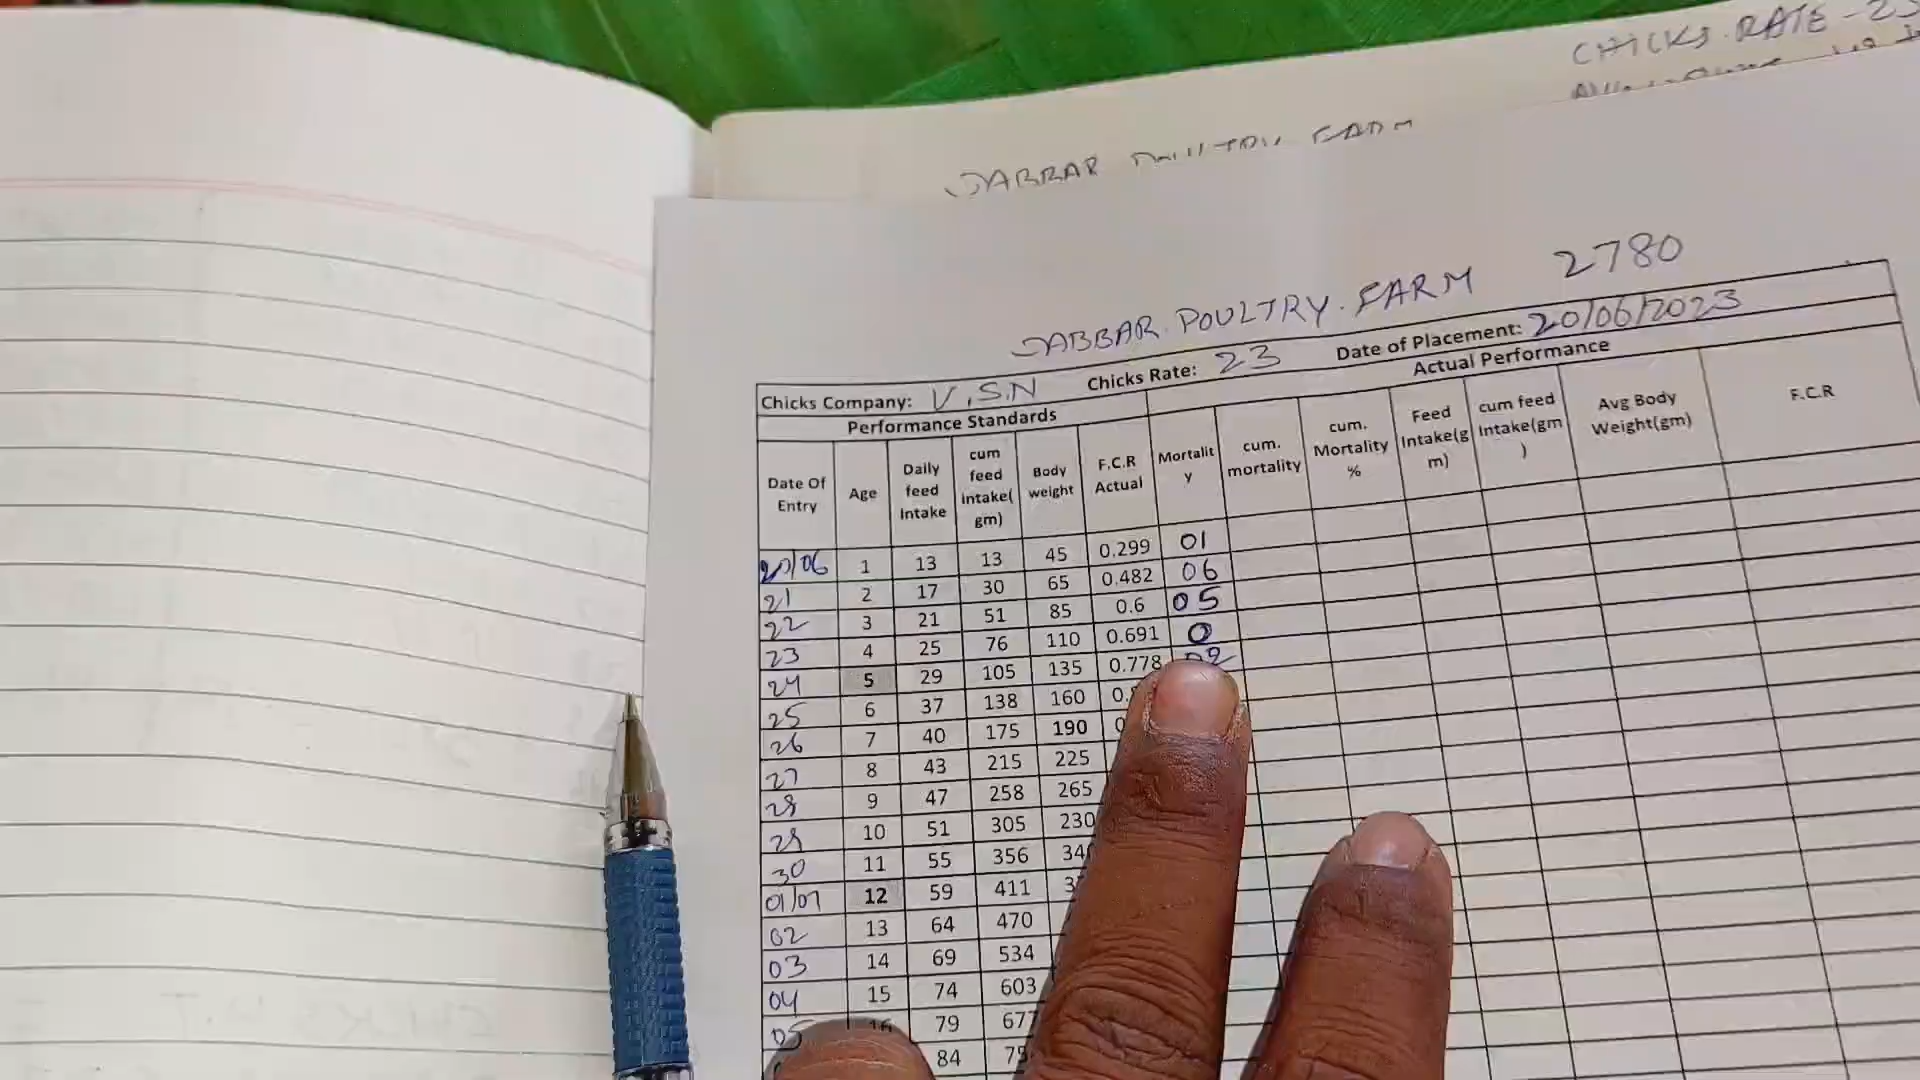 CHICKS. RATE - 23
JABBAR POULTRY FARM
JABBAR. POULTRY. FARM 2780
Chicks Company: V.S.N Chicks Rate: 23 Date of Placement: 20/06/2023
Performance Standards Actual Performance
Date Of Entry Age Daily feed Intake cum feed intake(gm) Body weight F.C.R Actual Mortality cum. mortality cum. Mortality % Feed Intake(gm) cum feed Intake(gm) Avg Body Weight(gm) F.C.R
20/06 1 13 13 45 0.299 01
21 2 17 30 65 0.482 06
22 3 21 51 85 0.6 05
23 4 25 76 110 0.691 0
24 5 29 105 135 0.778 02
25 6 37 138 160
26 7 40 175 190
27 8 43 215 225
28 9 47 258 265
29 10 51 305 230
30 11 55 356
01/07 12 59 411
02 13 64 470
03 14 69 534
04 15 74 603
05 16 79 677
84